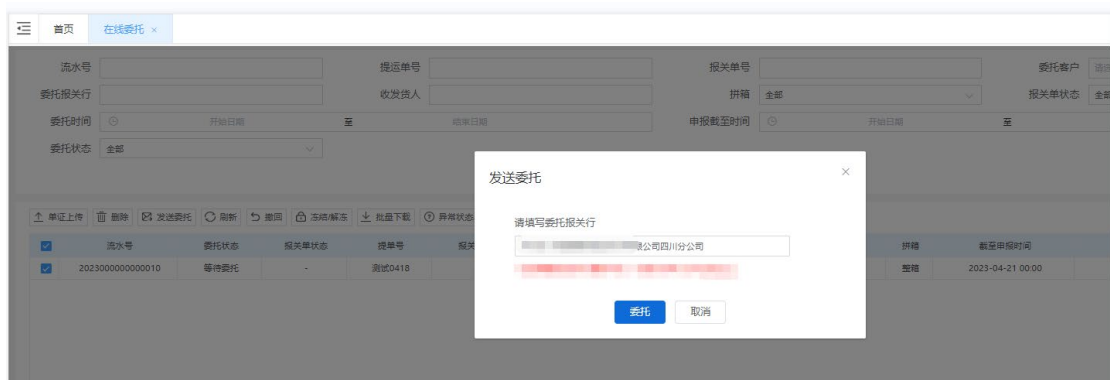 首页 在线委托 ×
流水号 提运单号 报关单号 委托客户
委托报关行 收发货人 拼箱 全部 报关单状态 全部
委托时间 开始日期 至 结束日期 申报截至时间 开始日期 至
委托状态 全部
发送委托 ×
请填写委托报关行
限公司四川分公司
委托 取消
单证上传 删除 发送委托 刷新 撤回 冻结/解冻 批量下载 异常状态
流水号 委托状态 报关单状态 提单号 报关 拼箱 截至申报时间
2023000000000010 等待委托 - 测试0418 整箱 2023-04-21 00:00